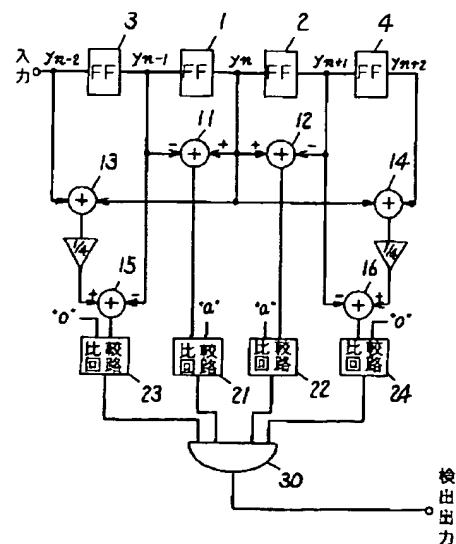 3 1 2 4
入力
yn-2 yn-1 yn yn+1 yn+2
FF FF FF FF
11 12
- + + -
+ +
13 14
+ +
1/4 1/4
15 16
+ - - +
+ +
"0" "a" "a" "0"
比較回路 比較回路 比較回路 比較回路
23 21 22 24
30
検出出力